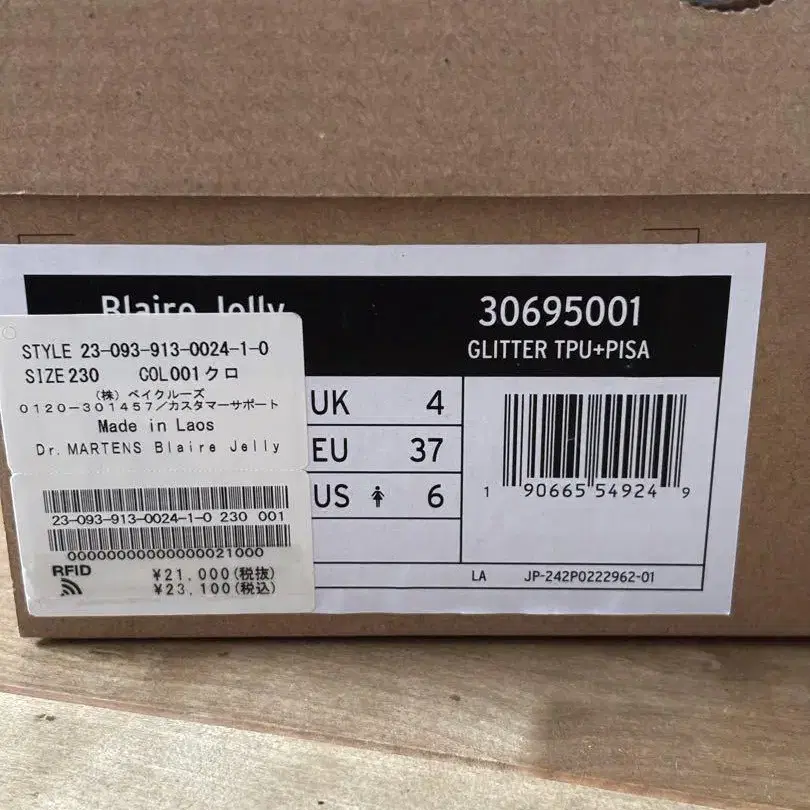 Blaire Jelly
30695001
GLITTER TPU+PISA
STYLE 23-093-913-0024-1-0
SIZE230 COL001クロ
(株) ベイクルーズ
0120-301457/カスタマーサポート
Made in Laos
Dr. MARTENS Blaire Jelly
23-093-913-0024-1-0 230 001
00000000000000021000
RFID
¥21,000(税抜)
¥23,100(税込)
UK 4
EU 37
US 6
1 90665 54924 9
LA JP-242P0222962-01